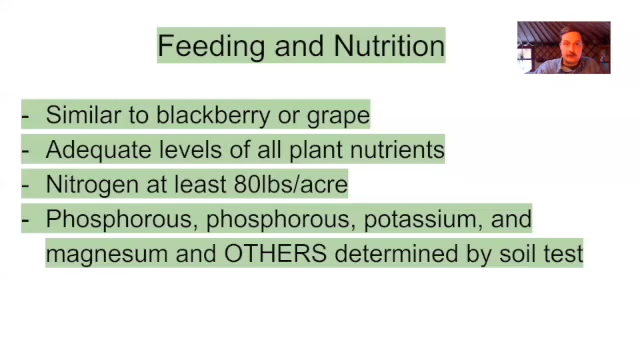 Feeding and Nutrition
- Similar to blackberry or grape
- Adequate levels of all plant nutrients
- Nitrogen at least 80lbs/acre
- Phosphorous, phosphorous, potassium, and
magnesum and OTHERS determined by soil test